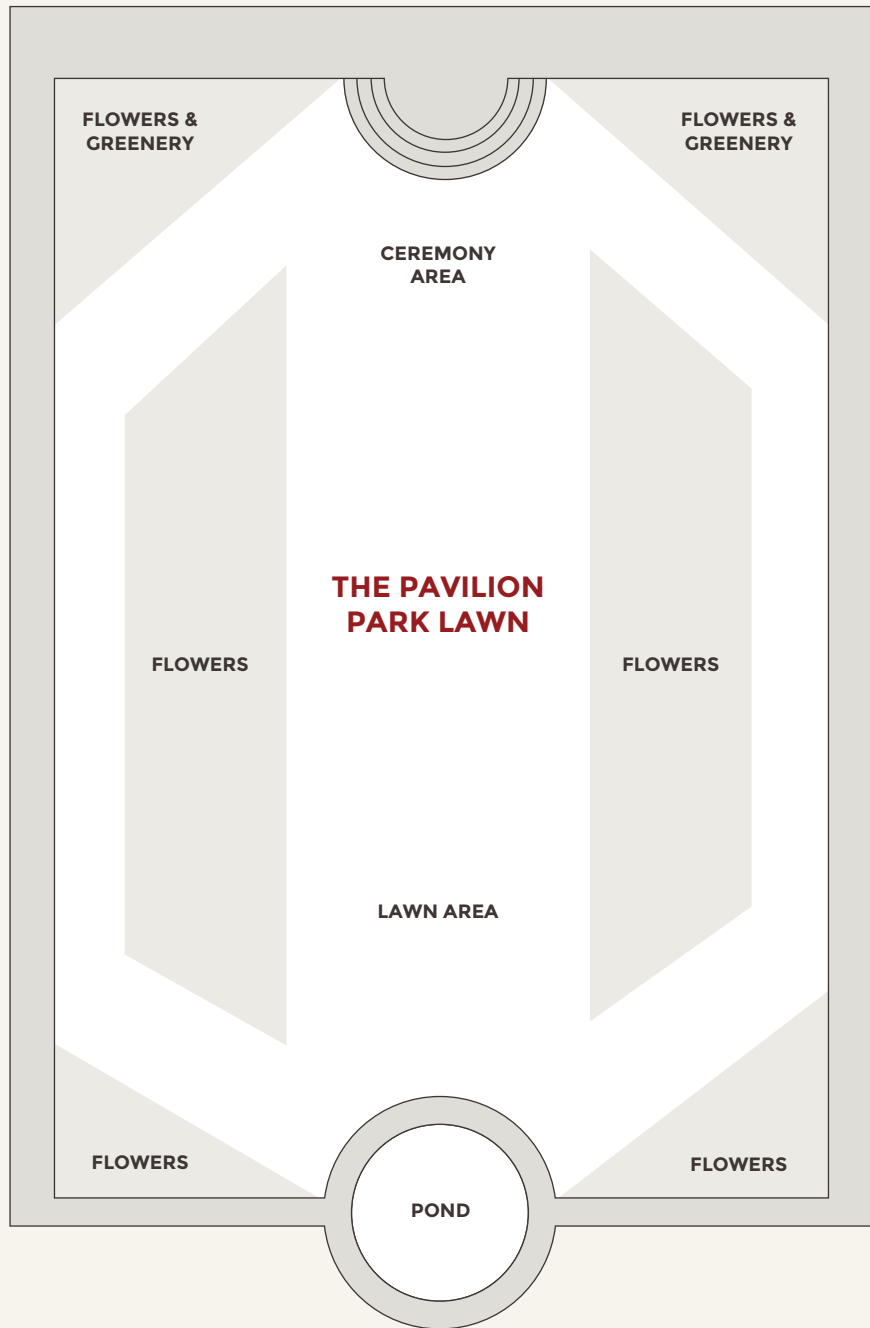 FLOWERS &
GREENERY
FLOWERS &
GREENERY
CEREMONY
AREA
THE PAVILION
PARK LAWN
FLOWERS
FLOWERS
LAWN AREA
FLOWERS
FLOWERS
POND